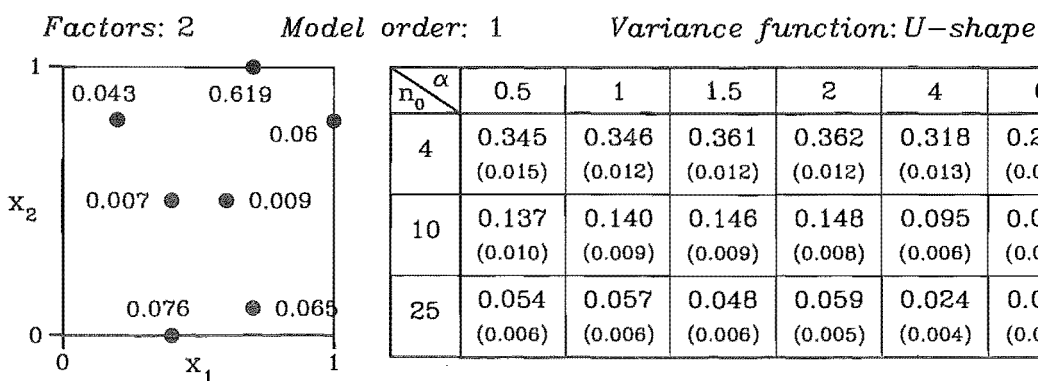 Factors: 2 Model order: 1 Variance function: U-shape
1
0.043 0.619
0.06
x2
0.007 0.009
0.076 0.065
0
0 x1 1
n0 α 0.5 1 1.5 2 4
4 0.345 0.346 0.361 0.362 0.318
(0.015) (0.012) (0.012) (0.012) (0.013)
10 0.137 0.140 0.146 0.148 0.095
(0.010) (0.009) (0.009) (0.008) (0.006)
25 0.054 0.057 0.048 0.059 0.024
(0.006) (0.006) (0.006) (0.005) (0.004)